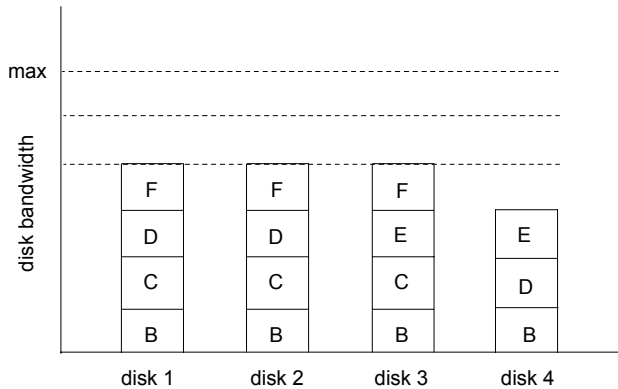 max
disk bandwidth
F F F
D D E E
C C C D
B B B B
disk 1 disk 2 disk 3 disk 4